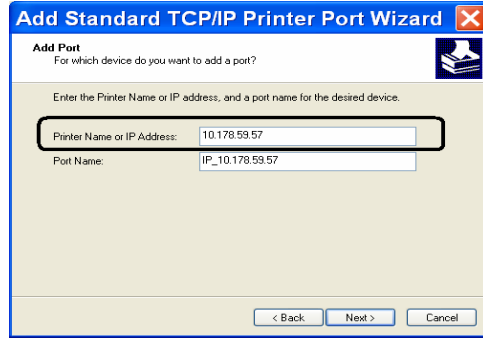 Add Standard TCP/IP Printer Port Wizard
Add Port
For which device do you want to add a port?
Enter the Printer Name or IP address, and a port name for the desired device.
Printer Name or IP Address: 10.178.59.57
Port Name: IP_10.178.59.57
< Back Next > Cancel